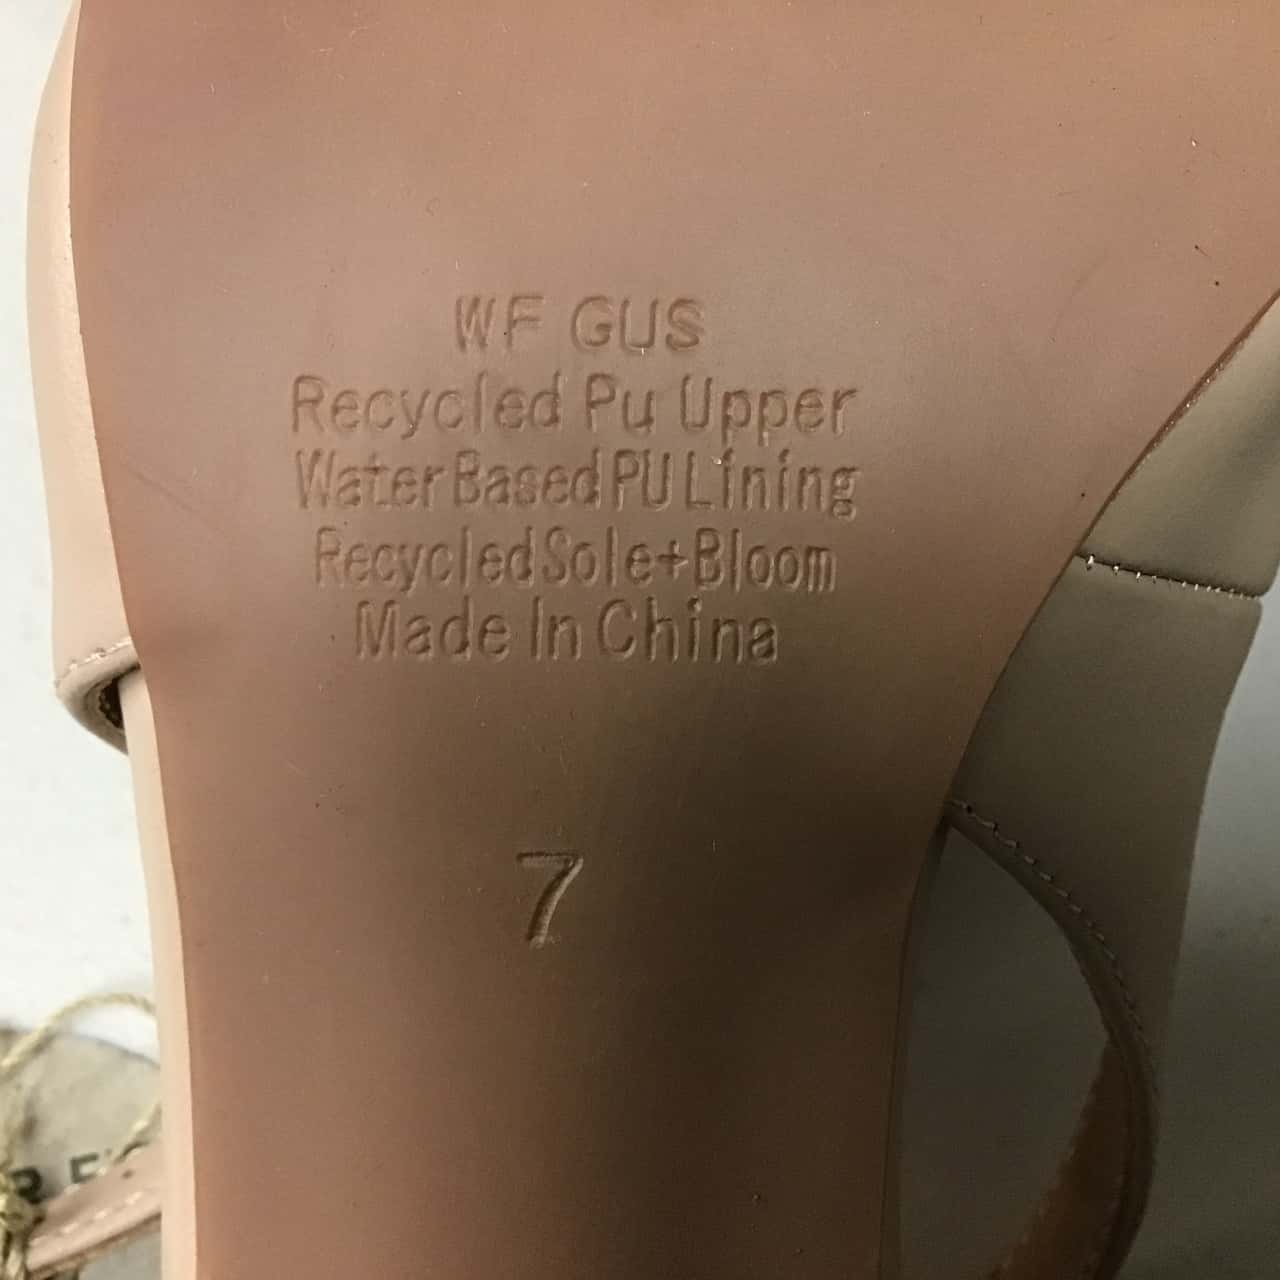 WF GUS
Recycled Pu Upper
Water Based PU Lining
Recycled Sole+Bloom
Made In China
7